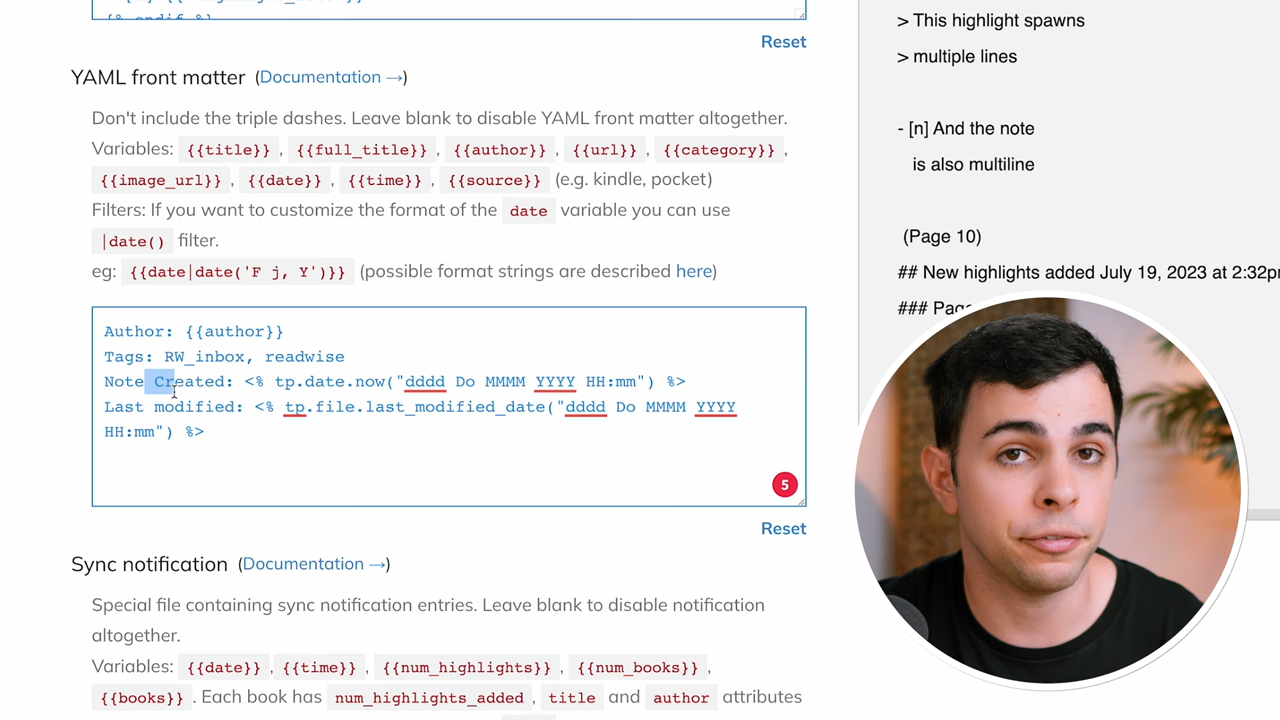 Reset
YAML front matter (Documentation →)
Don't include the triple dashes. Leave blank to disable YAML front matter altogether.
Variables: {{title}} , {{full_title}} , {{author}} , {{url}} , {{category}} ,
{{image_url}} , {{date}} , {{time}} , {{source}} (e.g. kindle, pocket)
Filters: If you want to customize the format of the date variable you can use
|date() filter.
eg: {{date|date('F j, Y')}} (possible format strings are described here)
Author: {{author}}
Tags: RW_inbox, readwise
Note Created: <% tp.date.now("dddd Do MMMM YYYY HH:mm") %>
Last modified: <% tp.file.last_modified_date("dddd Do MMMM YYYY
HH:mm") %>
5
Reset
Sync notification (Documentation →)
Special file containing sync notification entries. Leave blank to disable notification
altogether.
Variables: {{date}} , {{time}} , {{num_highlights}} , {{num_books}} ,
{{books}} . Each book has num_highlights_added , title and author attributes
> This highlight spawns
> multiple lines
- [n] And the note
is also multiline
(Page 10)
## New highlights added July 19, 2023 at 2:32p
###